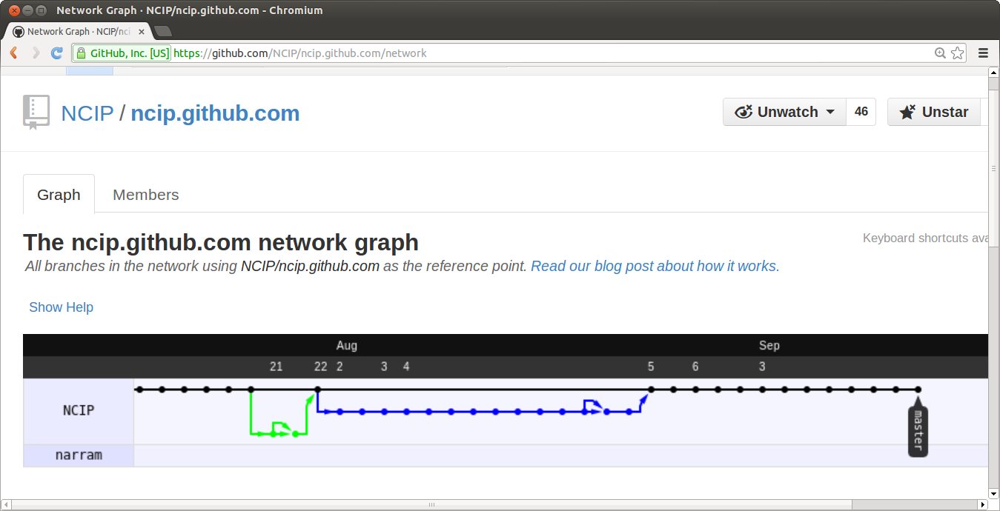 Network Graph · NCIP/ncip.github.com - Chromium
Network Graph · NCIP/nci
GitHub, Inc. [US] https://github.com/NCIP/ncip.github.com/network
NCIP / ncip.github.com
Unwatch 46 Unstar
Graph Members
The ncip.github.com network graph
Keyboard shortcuts ava
All branches in the network using NCIP/ncip.github.com as the reference point. Read our blog post about how it works.
Show Help
Aug Sep
21 22 2 3 4 5 6 3
NCIP
master
narram